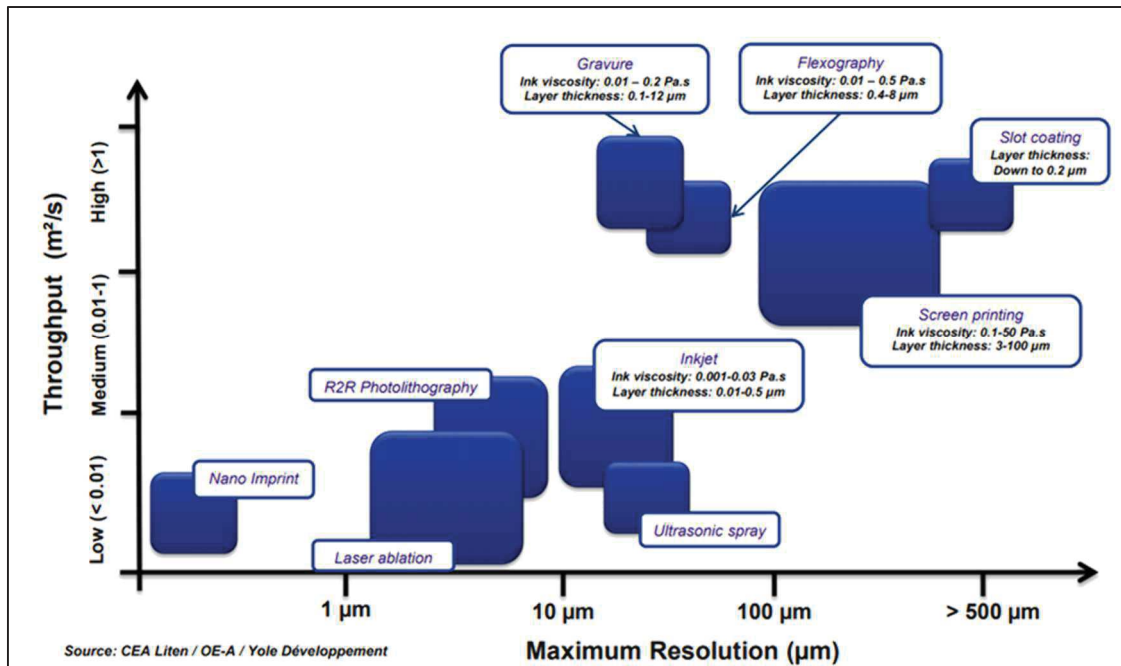 Gravure
Ink viscosity: 0.01 – 0.2 Pa.s
Layer thickness: 0.1-12 µm
Flexography
Ink viscosity: 0.01 – 0.5 Pa.s
Layer thickness: 0.4-8 µm
Slot coating
Layer thickness:
Down to 0.2 µm
Screen printing
Ink viscosity: 0.1-50 Pa.s
Layer thickness: 3-100 µm
Inkjet
Ink viscosity: 0.001-0.03 Pa.s
Layer thickness: 0.01-0.5 µm
R2R Photolithography
Nano Imprint
Ultrasonic spray
Laser ablation
Throughput (m²/s)
High (>1)
Medium (0.01-1)
Low (< 0.01)
1 µm
10 µm
100 µm
> 500 µm
Maximum Resolution (µm)
Source: CEA Liten / OE-A / Yole Développement